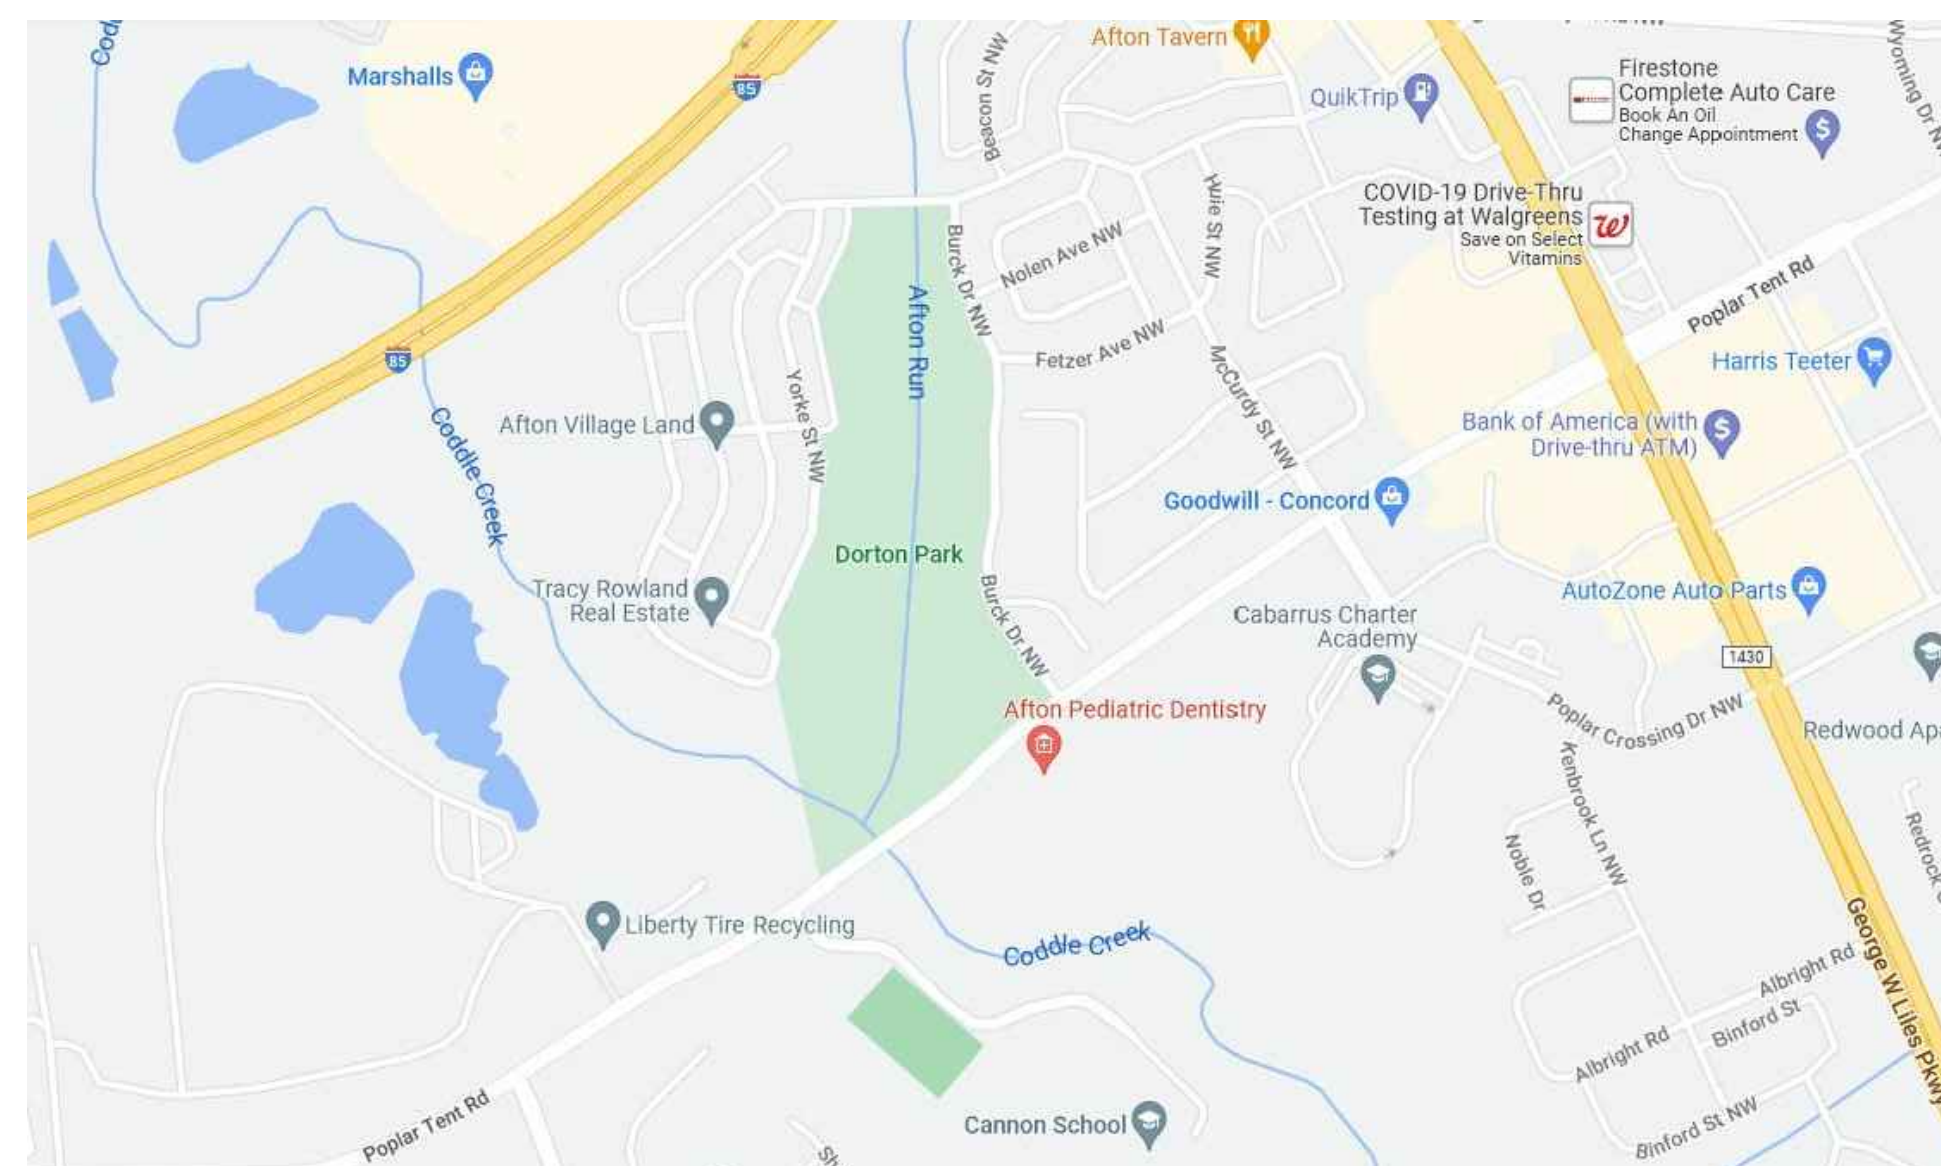 Cod
Marshalls
85
Beacon St NW
Afton Tavern
QuikTrip
Firestone
Complete Auto Care
Book An Oil
Change Appointment
Wyoming Dr N
COVID-19 Drive-Thru
Testing at Walgreens
Save on Select
Vitamins
Huie St NW
Nolen Ave NW
Burck Dr NW
Afton Run
Fetzer Ave NW
McCurdy St NW
Poplar Tent Rd
Harris Teeter
85
Coddle Creek
Afton Village Land
Yorke St NW
Bank of America (with
Drive-thru ATM)
Goodwill - Concord
Dorton Park
Tracy Rowland
Real Estate
Burck Dr NW
Cabarrus Charter
Academy
AutoZone Auto Parts
1430
Afton Pediatric Dentistry
Poplar Crossing Dr NW
Redwood Ap
Kenbrook Ln NW
Noble Dr
Redrock
Liberty Tire Recycling
Coddle Creek
George W Liles Pkwy
Albright Rd
Binford St
Albright Rd
Poplar Tent Rd
Cannon School
Binford St NW
Sh